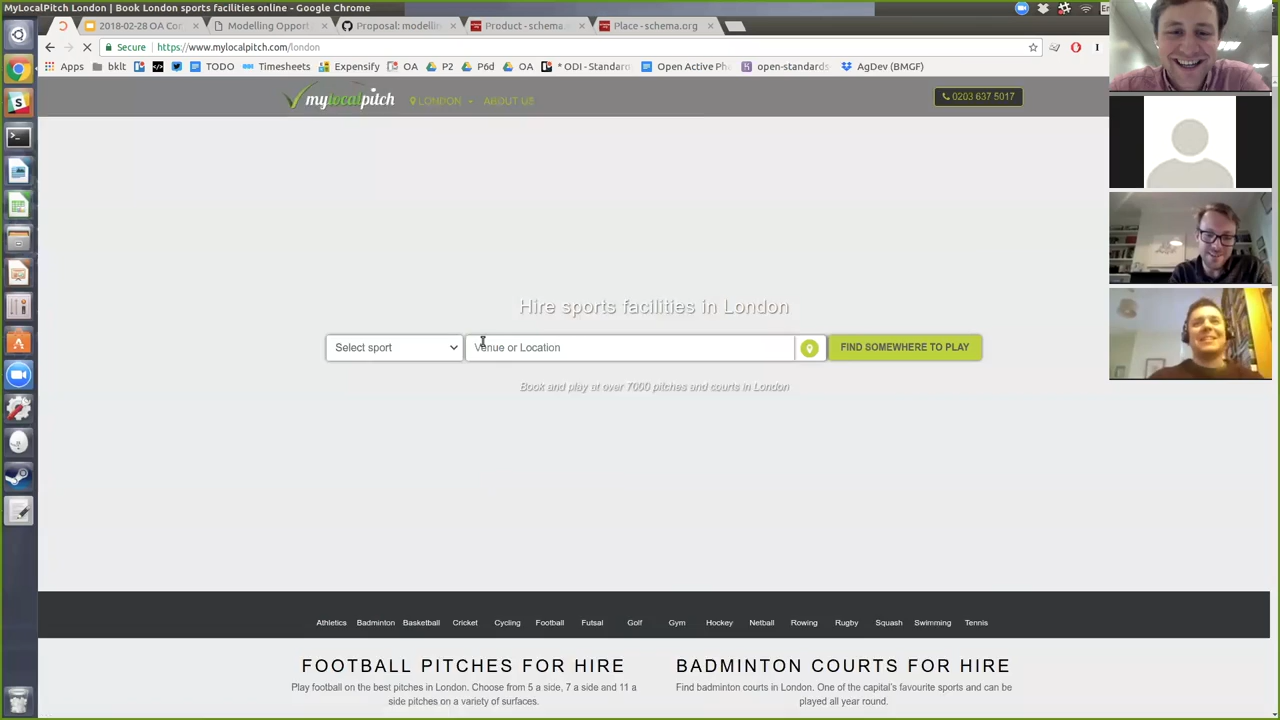 MyLocalPitch London | Book London sports facilities online - Google Chrome
2018-02-28 OA Co
Modelling Opport
Proposal: modellin
Product - schema.
Place - schema.org
Secure
https://www.mylocalpitch.com/london
Apps
bklt
TODO
Timesheets
Expensify
OA
P2
P6d
OA
* ODI - Standard
Open Active Ph
open-standards
AgDev (BMGF)
mylocalpitch
LONDON
ABOUT US
0203 637 5017
Hire sports facilities in London
Select sport
Venue or Location
FIND SOMEWHERE TO PLAY
Book and play at over 7000 pitches and courts in London
Athletics Badminton Basketball Cricket Cycling Football Futsal Golf Gym Hockey Netball Rowing Rugby Squash Swimming Tennis
FOOTBALL PITCHES FOR HIRE
Play football on the best pitches in London. Choose from 5 a side, 7 a side and 11 a
side pitches on a variety of surfaces.
BADMINTON COURTS FOR HIRE
Find badminton courts in London. One of the capital's favourite sports and can be
played all year round.